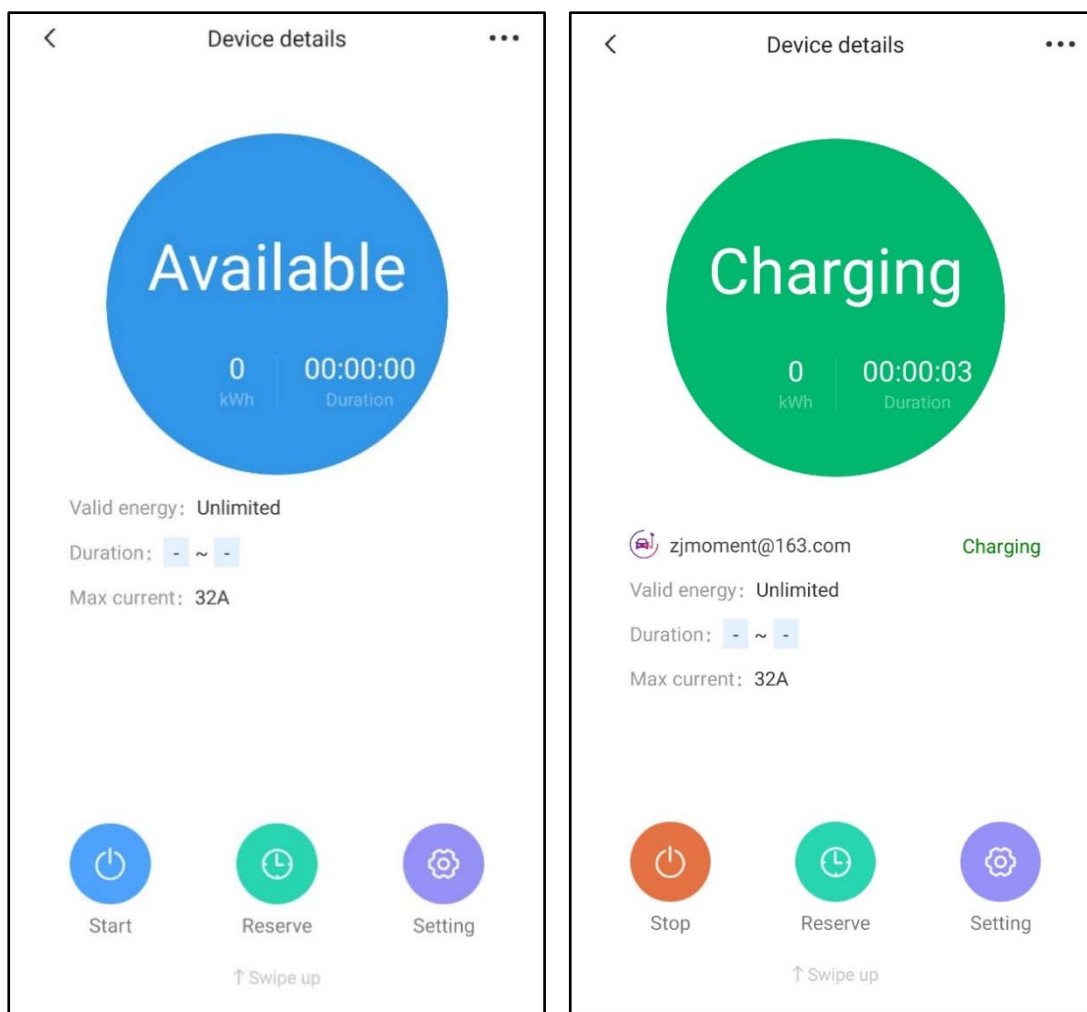 Device details
Available
0
00:00:00
kWh
Duration
Valid energy: Unlimited
Duration: - ~ -
Max current: 32A
Start
Reserve
Setting
↑ Swipe up
Device details
Charging
0
00:00:03
kWh
Duration
zjmoment@163.com
Charging
Valid energy: Unlimited
Duration: - ~ -
Max current: 32A
Stop
Reserve
Setting
↑ Swipe up